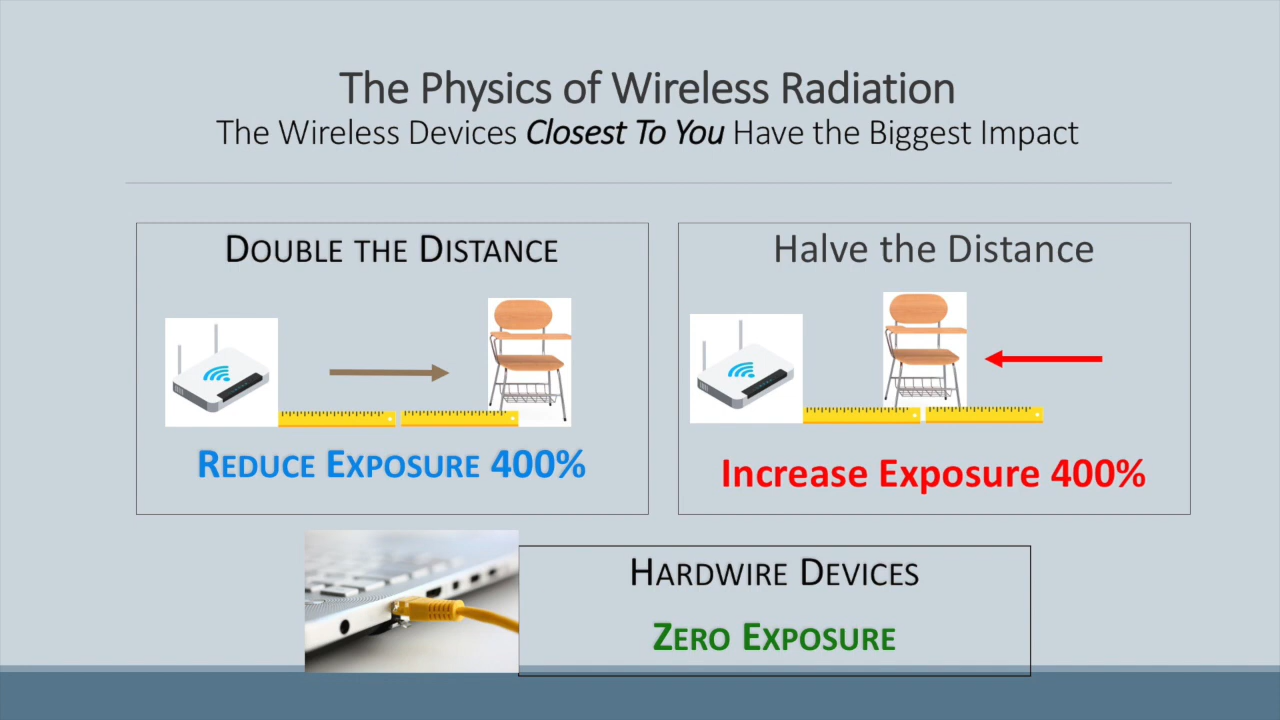 The Physics of Wireless Radiation
The Wireless Devices Closest To You Have the Biggest Impact
DOUBLE THE DISTANCE
Halve the Distance
REDUCE EXPOSURE 400%
Increase Exposure 400%
HARDWIRE DEVICES
ZERO EXPOSURE